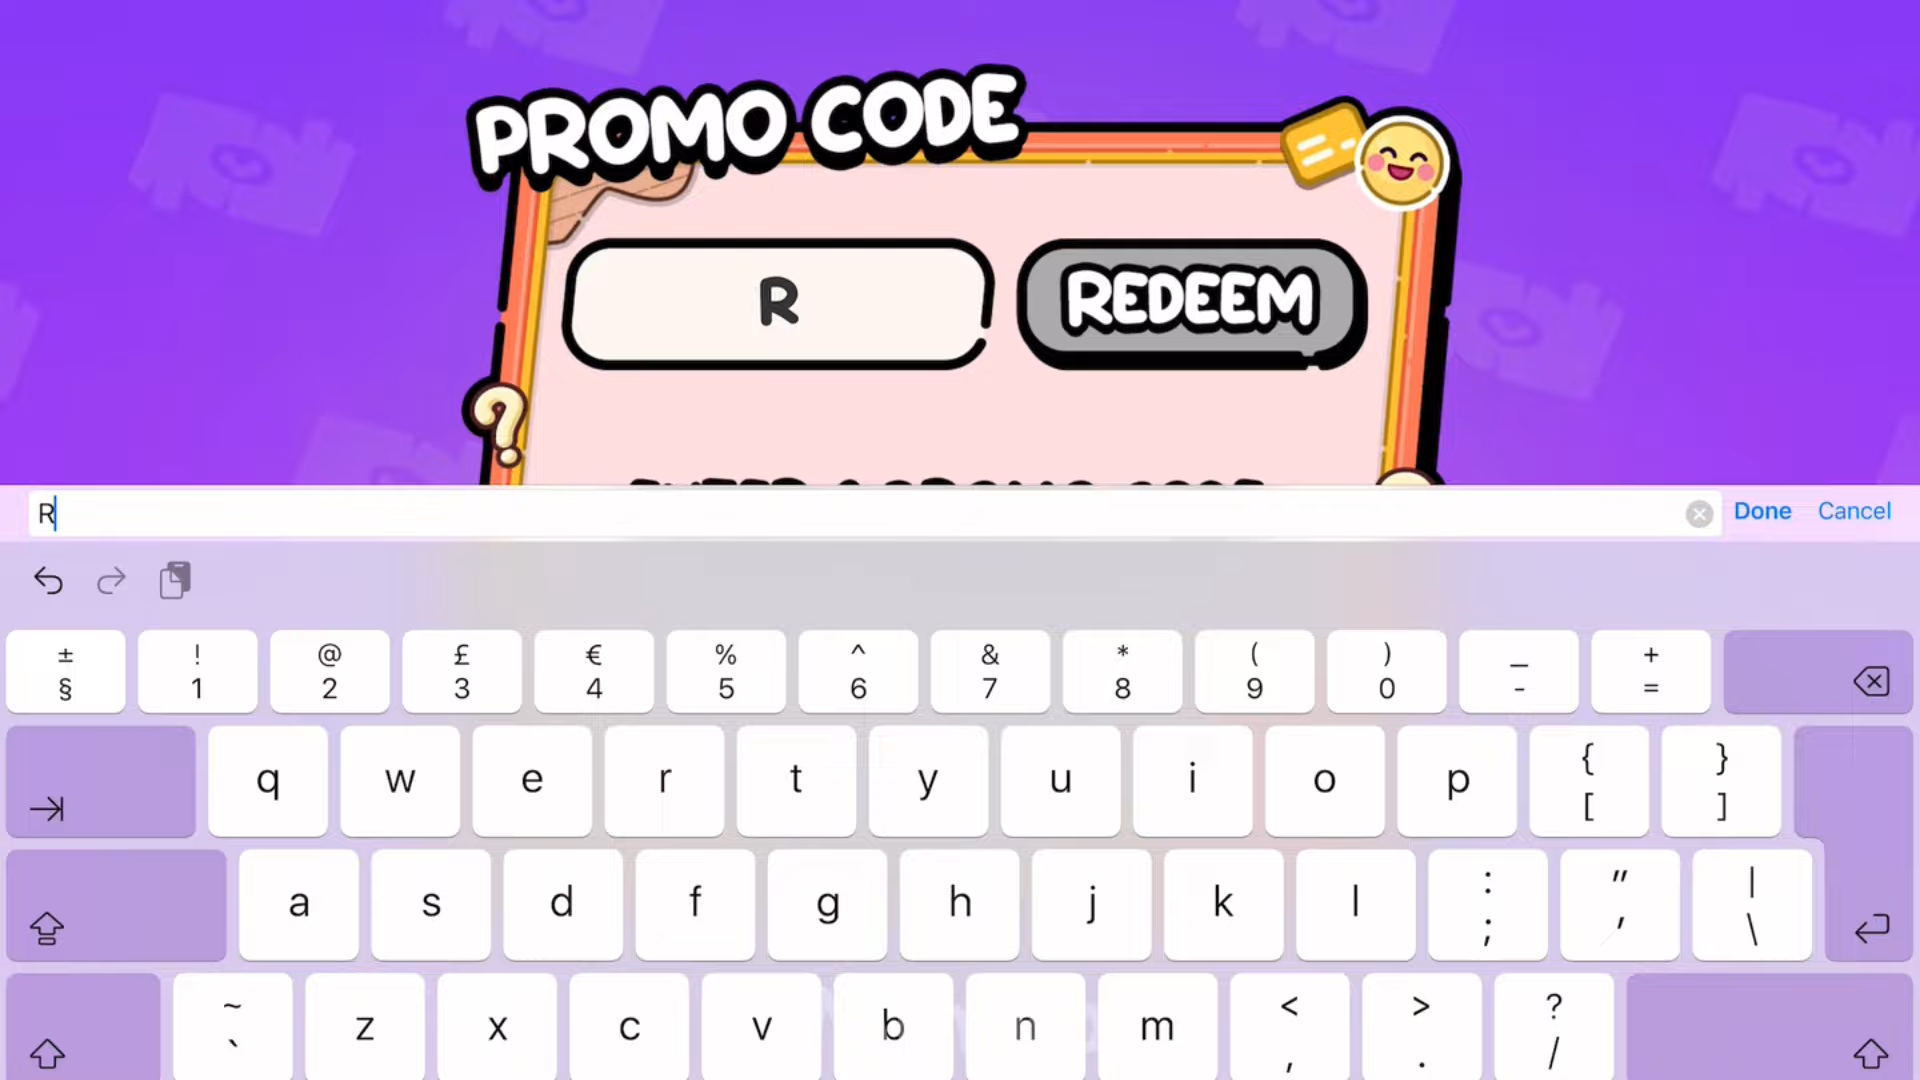 PROMO CODE
R
REDEEM
R
Done
Cancel
± ! @ £ € % ^ & * ( ) _ +
§ 1 2 3 4 5 6 7 8 9 0 - =
q w e r t y u i o p { }
[ ]
a s d f g h j k l : " |
; ' \
~ z x c v b n m < > ?
` , . /